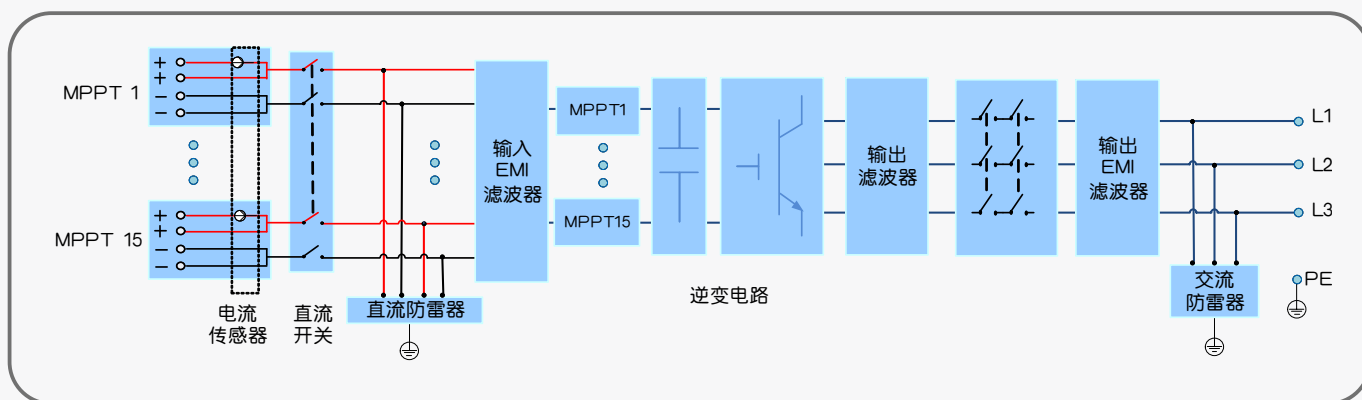 MPPT 1
+
+
−
−
MPPT 15
+
+
−
−
电流
传感器
直流
开关
直流防雷器
输入
EMI
滤波器
MPPT1
MPPT15
逆变电路
输出
滤波器
输出
EMI
滤波器
交流
防雷器
L1
L2
L3
PE